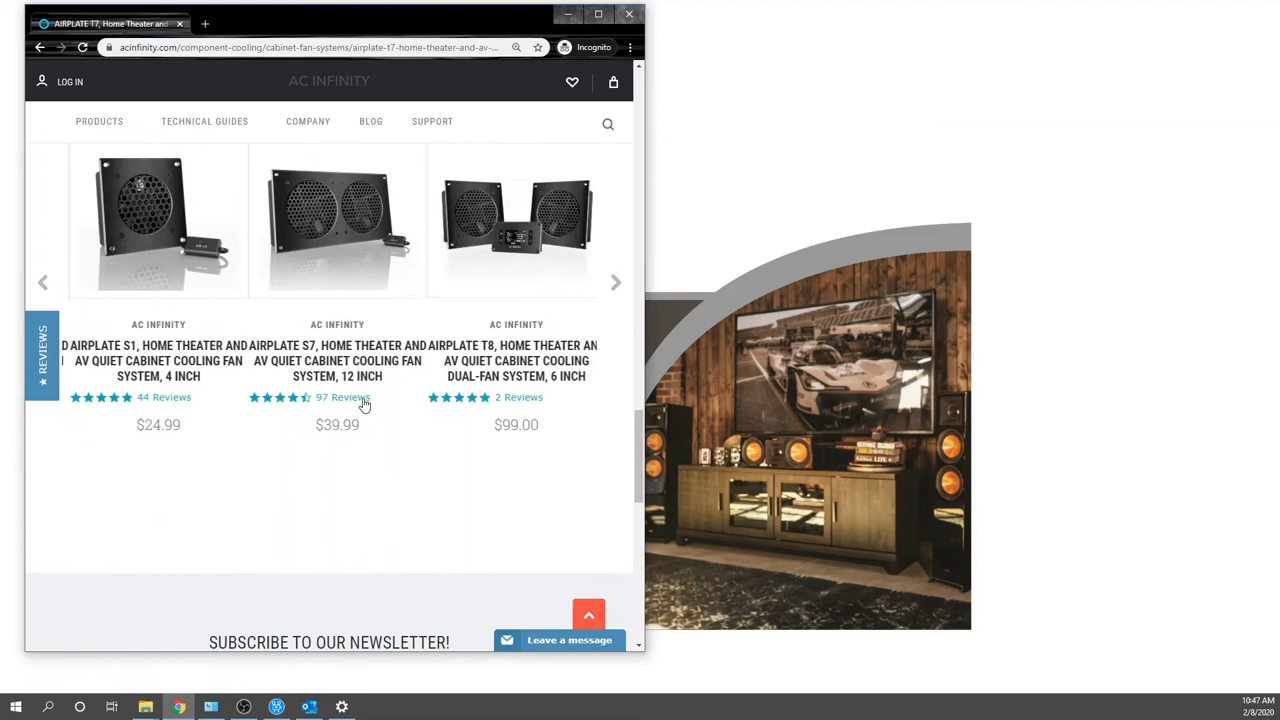 AIRPLATE T7, Home Theater and
acinfinity.com/component-cooling/cabinet-fan-systems/airplate-t7-home-theater-and-av-...
Incognito
LOG IN
AC INFINITY
PRODUCTS
TECHNICAL GUIDES
COMPANY
BLOG
SUPPORT
★ REVIEWS
AC INFINITY
D AIRPLATE S1, HOME THEATER AND
AV QUIET CABINET COOLING FAN
SYSTEM, 4 INCH
44 Reviews
$24.99
AC INFINITY
AIRPLATE S7, HOME THEATER AND
AV QUIET CABINET COOLING FAN
SYSTEM, 12 INCH
97 Reviews
$39.99
AC INFINITY
AIRPLATE T8, HOME THEATER AN
AV QUIET CABINET COOLING
DUAL-FAN SYSTEM, 6 INCH
2 Reviews
$99.00
SUBSCRIBE TO OUR NEWSLETTER!
Leave a message
10:47 AM
2/8/2020